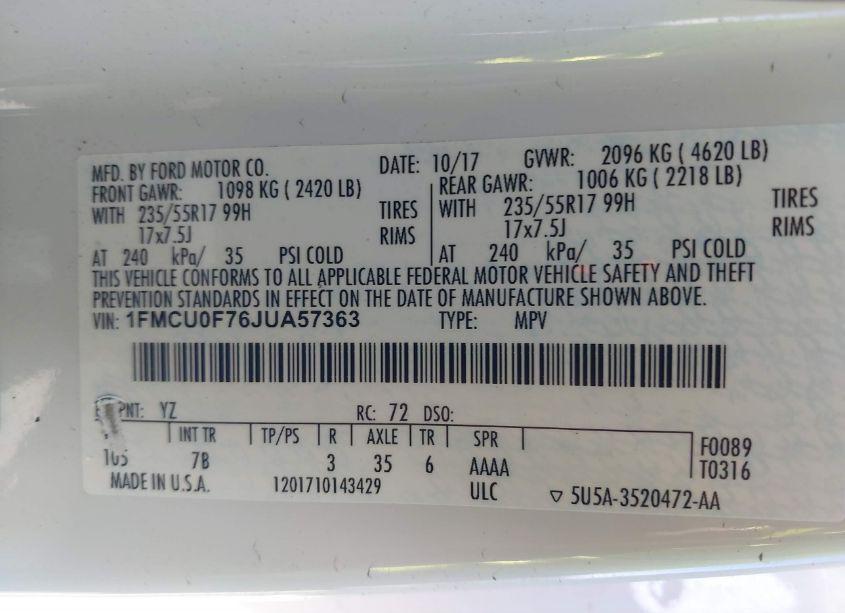 MFD. BY FORD MOTOR CO. DATE: 10/17 GVWR: 2096 KG ( 4620 LB)
FRONT GAWR: 1098 KG ( 2420 LB) REAR GAWR: 1006 KG ( 2218 LB)
WITH 235/55R17 99H TIRES WITH 235/55R17 99H TIRES
17x7.5J RIMS 17x7.5J RIMS
AT 240 kPa/ 35 PSI COLD AT 240 kPa/ 35 PSI COLD
THIS VEHICLE CONFORMS TO ALL APPLICABLE FEDERAL MOTOR VEHICLE SAFETY AND THEFT
PREVENTION STANDARDS IN EFFECT ON THE DATE OF MANUFACTURE SHOWN ABOVE.
VIN: 1FMCU0F76JUA57363 TYPE: MPV
PNT: YZ RC: 72 DSO:
INT TR TP/PS R AXLE TR SPR F0089
105 7B 3 35 6 AAAA T0316
MADE IN U.S.A. 1201710143429 ULC 5U5A-3520472-AA